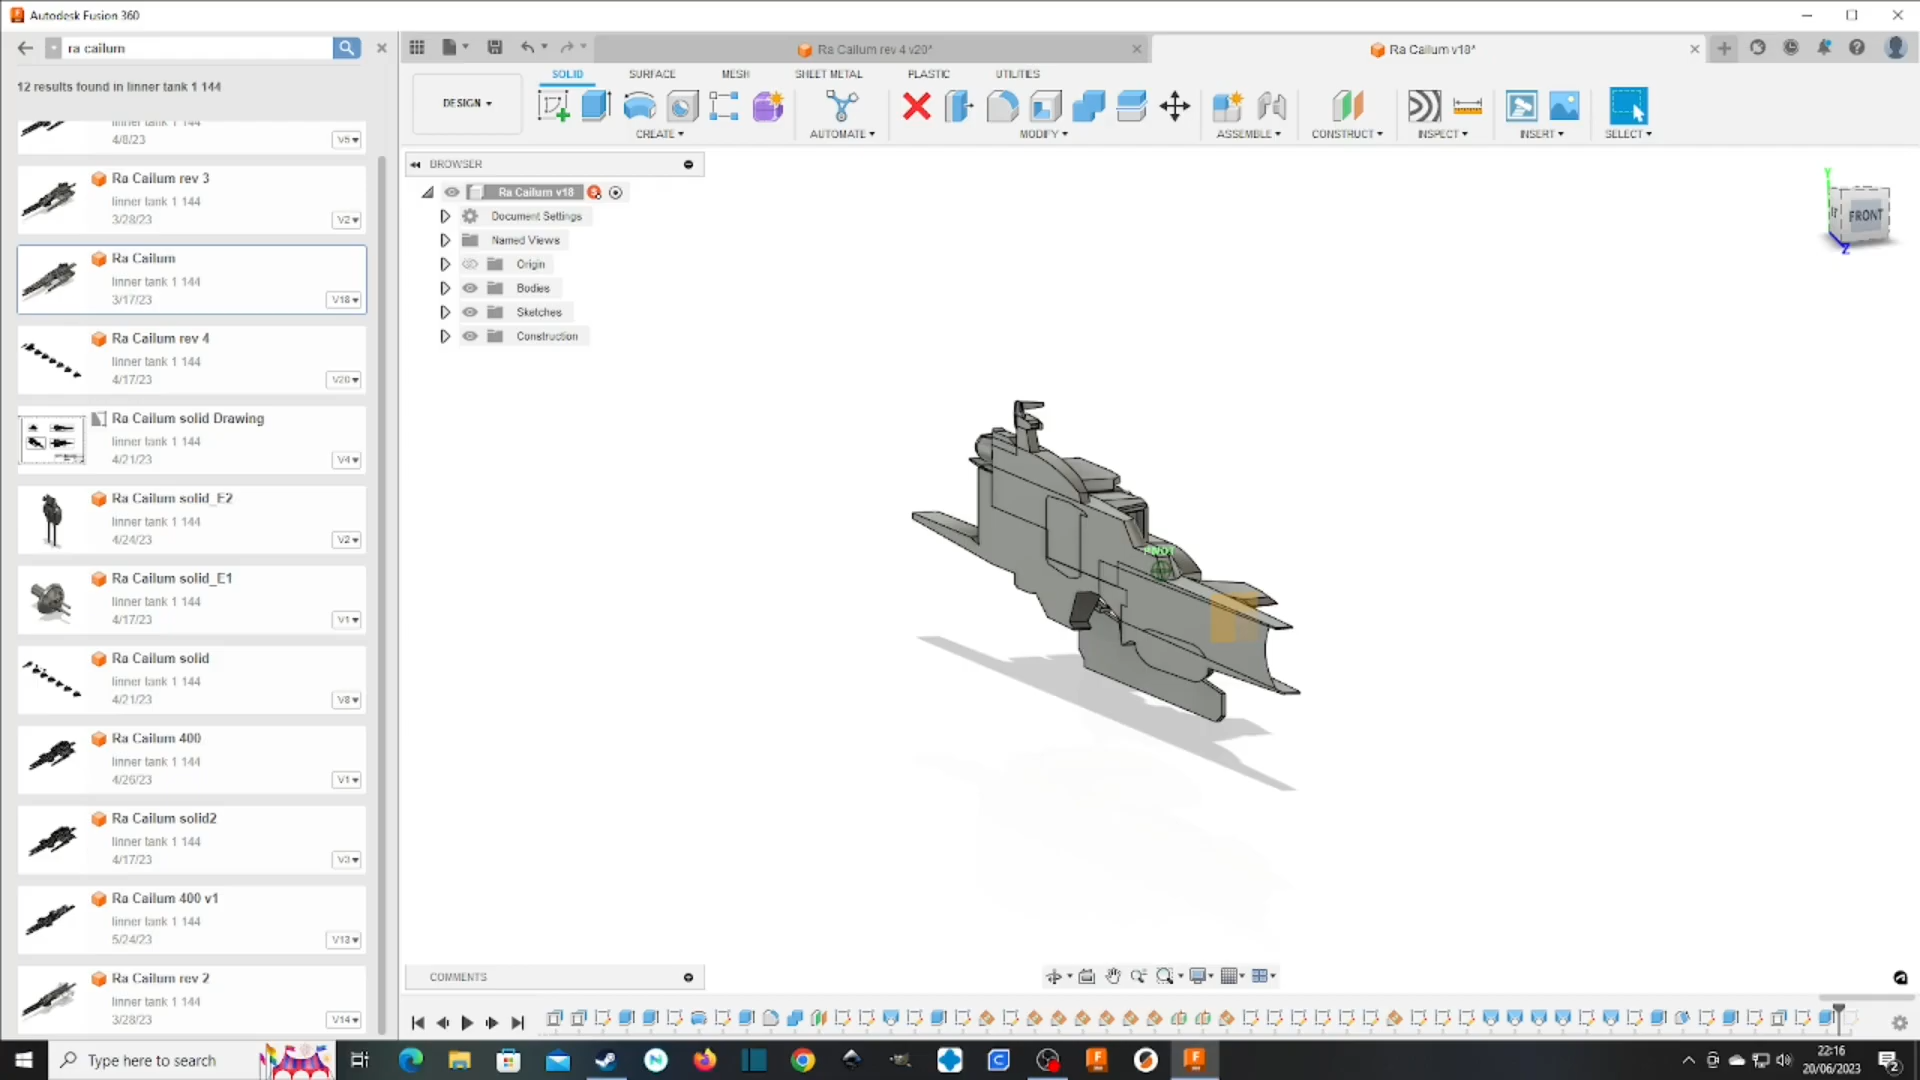 Autodesk Fusion 360
ra cailum
12 results found in linner tank 1 144
linner tank 1 144
4/8/23
V5
Ra Cailum rev 3
linner tank 1 144
3/28/23
V2
Ra Cailum
linner tank 1 144
3/17/23
V18
Ra Cailum rev 4
linner tank 1 144
4/17/23
V20
Ra Cailum solid Drawing
linner tank 1 144
4/21/23
V4
Ra Cailum solid_E2
linner tank 1 144
4/24/23
V2
Ra Cailum solid_E1
linner tank 1 144
4/17/23
V1
Ra Cailum solid
linner tank 1 144
4/21/23
V8
Ra Cailum 400
linner tank 1 144
4/26/23
V1
Ra Cailum solid2
linner tank 1 144
4/17/23
V3
Ra Cailum 400 v1
linner tank 1 144
5/24/23
V13
Ra Cailum rev 2
linner tank 1 144
3/28/23
V14
Ra Cailum rev 4 v20*
Ra Cailum v18*
DESIGN
SOLID SURFACE MESH SHEET METAL PLASTIC UTILITIES
CREATE AUTOMATE MODIFY ASSEMBLE CONSTRUCT INSPECT INSERT SELECT
BROWSER
Ra Cailum v18
Document Settings
Named Views
Origin
Bodies
Sketches
Construction
Y
FRONT
Z
COMMENTS
Type here to search
22:16
20/06/2023
2